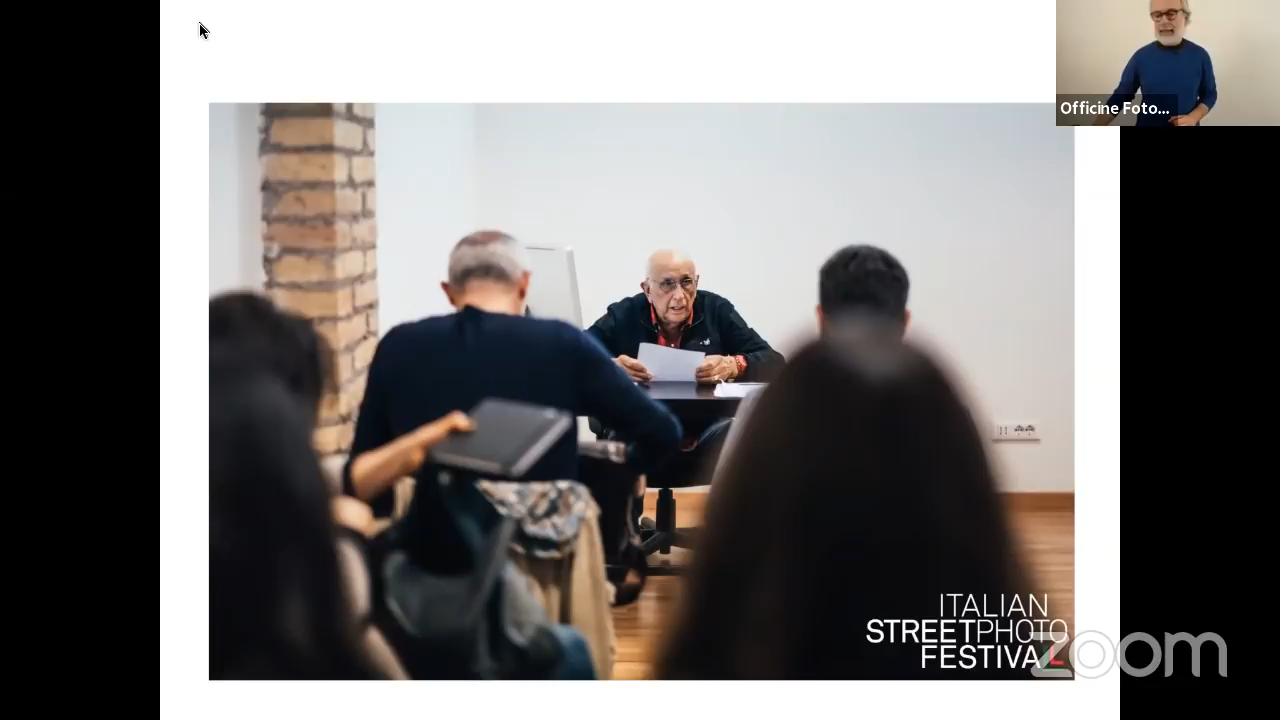 Officine Foto...
ITALIAN
STREETPHOTO
FESTIVAL
zoom